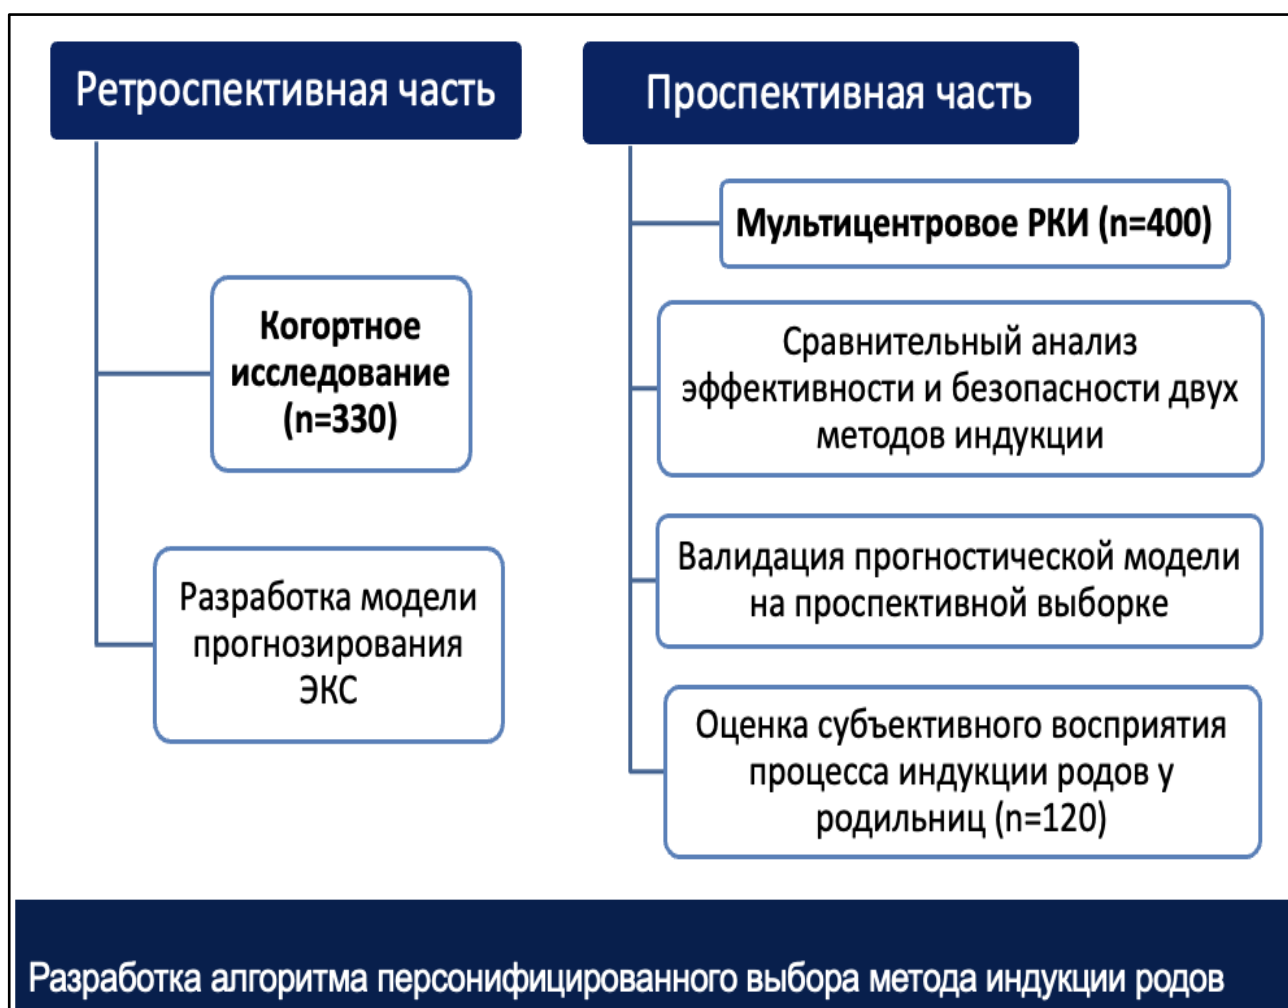 Ретроспективная часть
Когортное
исследование
(n=330)
Разработка модели
прогнозирования
ЭКС
Проспективная часть
Мультицентровое РКИ (n=400)
Сравнительный анализ
эффективности и безопасности двух
методов индукции
Валидация прогностической модели
на проспективной выборке
Оценка субъективного восприятия
процесса индукции родов у
родильниц (n=120)
Разработка алгоритма персонифицированного выбора метода индукции родов